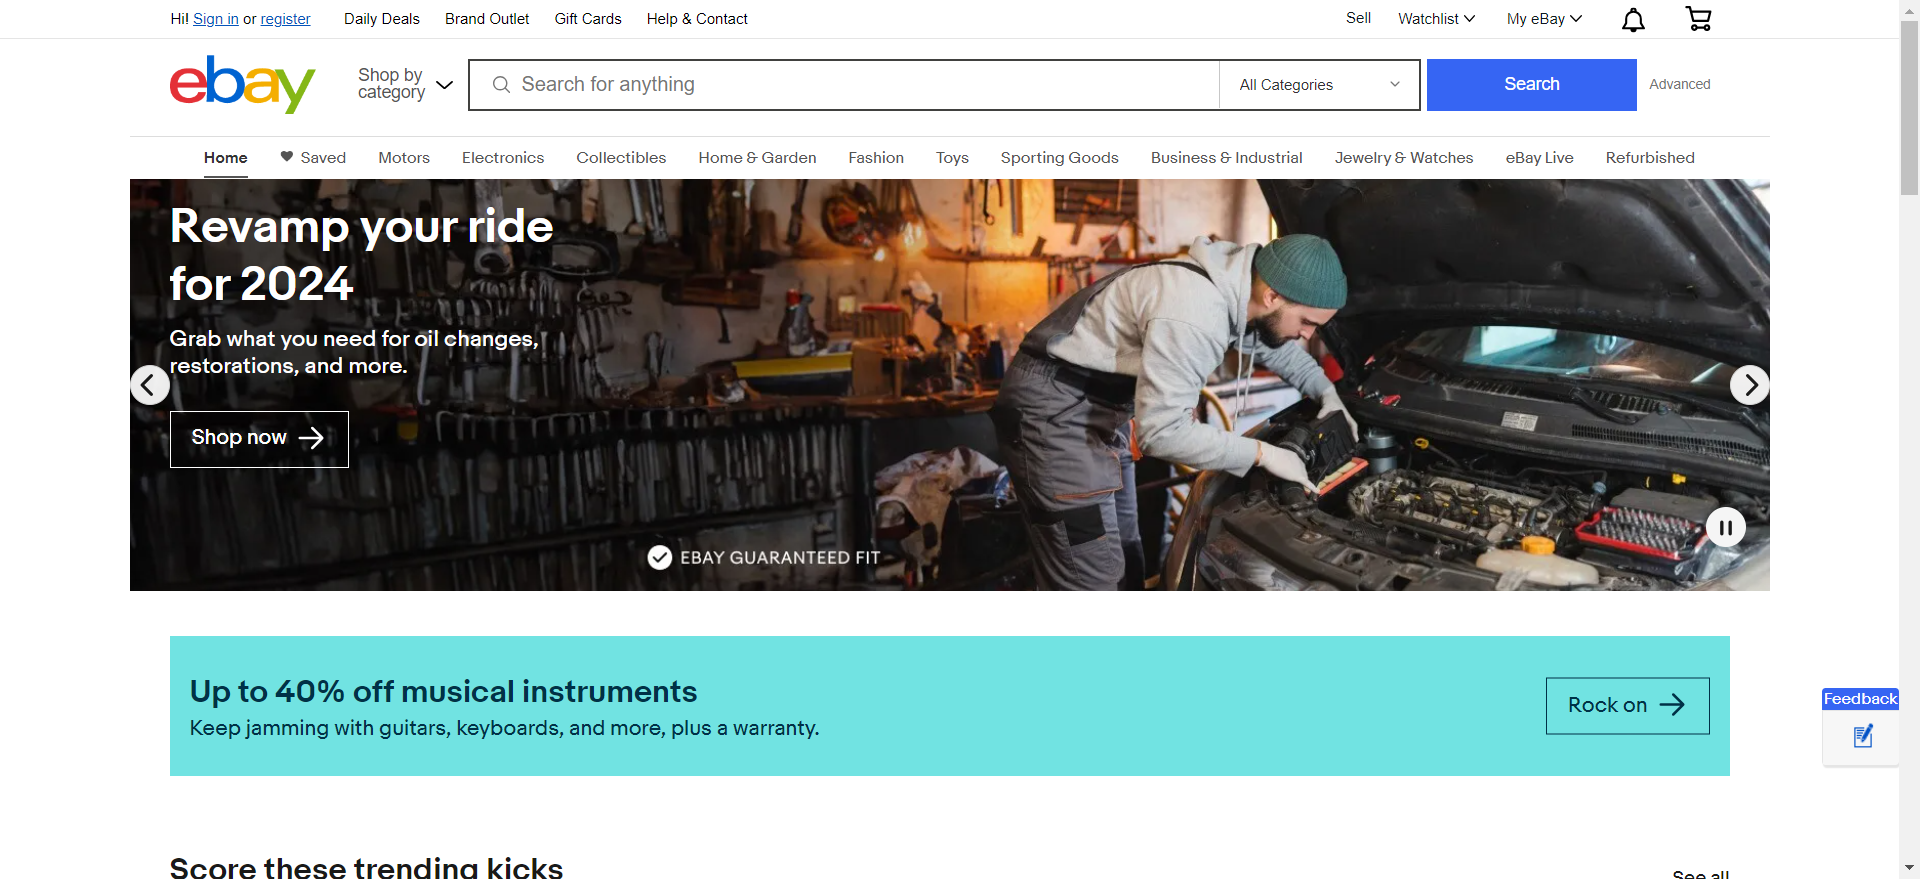 Hi! Sign in or register Daily Deals Brand Outlet Gift Cards Help & Contact Sell Watchlist My eBay
ebay
Shop by
category
Search for anything All Categories Search Advanced
Home Saved Motors Electronics Collectibles Home & Garden Fashion Toys Sporting Goods Business & Industrial Jewelry & Watches eBay Live Refurbished
Revamp your ride
for 2024
Grab what you need for oil changes,
restorations, and more.
Shop now
EBAY GUARANTEED FIT
Up to 40% off musical instruments
Keep jamming with guitars, keyboards, and more, plus a warranty.
Rock on
Feedback
Score these trending kicks
See all